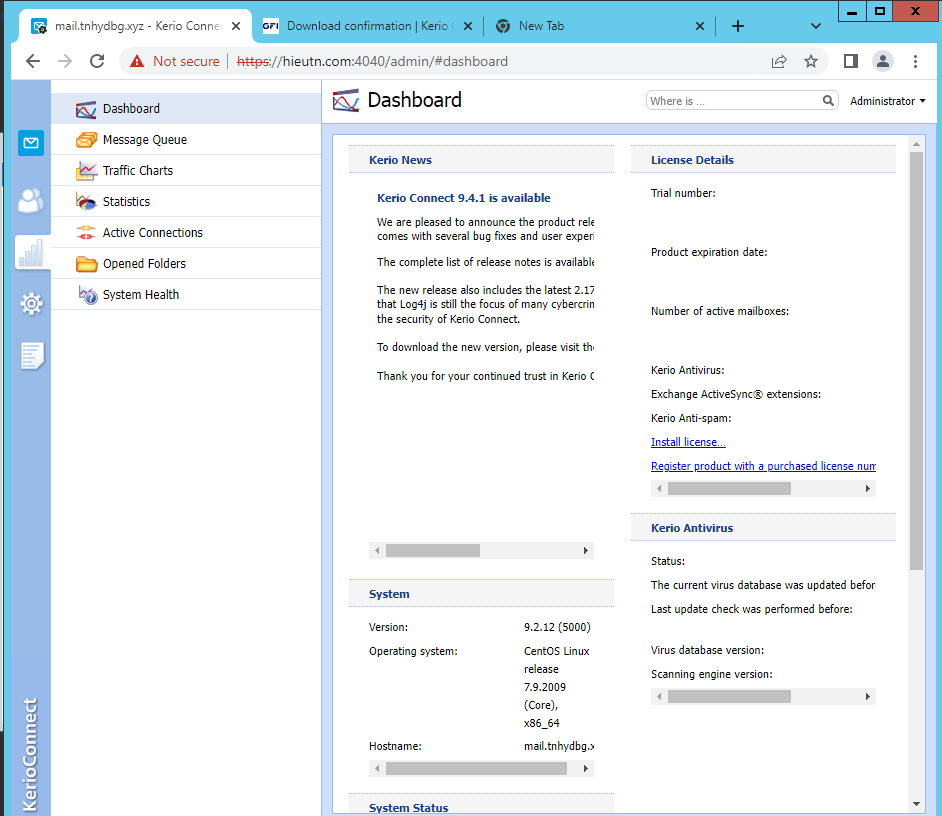 mail.tnhydbg.xyz - Kerio Conne
GFI Download confirmation | Kerio
New Tab
Not secure https://hieutn.com:4040/admin/#dashboard
Dashboard
Message Queue
Traffic Charts
Statistics
Active Connections
Opened Folders
System Health
KerioConnect
Dashboard
Where is ...
Administrator
Kerio News
Kerio Connect 9.4.1 is available
We are pleased to announce the product rele
comes with several bug fixes and user experi
The complete list of release notes is available
The new release also includes the latest 2.17
that Log4j is still the focus of many cybercrin
the security of Kerio Connect.
To download the new version, please visit the
Thank you for your continued trust in Kerio C
System
Version: 9.2.12 (5000)
Operating system: CentOS Linux
release
7.9.2009
(Core),
x86_64
Hostname: mail.tnhydbg.x
System Status
License Details
Trial number:
Product expiration date:
Number of active mailboxes:
Kerio Antivirus:
Exchange ActiveSync® extensions:
Kerio Anti-spam:
Install license...
Register product with a purchased license num
Kerio Antivirus
Status:
The current virus database was updated befor
Last update check was performed before:
Virus database version:
Scanning engine version: